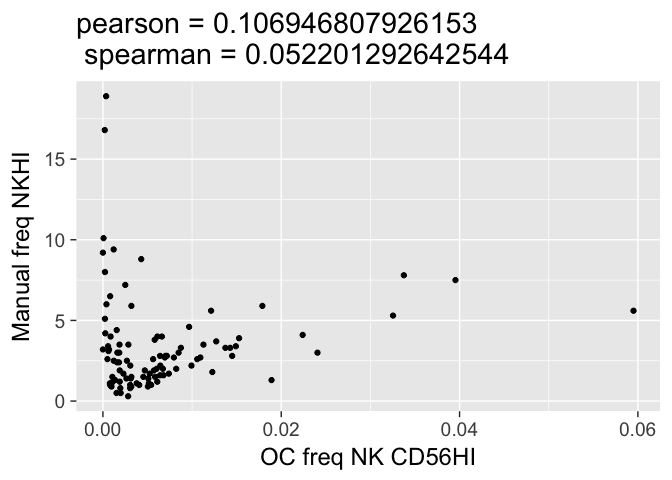 pearson = 0.106946807926153
spearman = 0.052201292642544
15
10
5
0
Manual freq NKHI
0.00 0.02 0.04 0.06
OC freq NK CD56HI